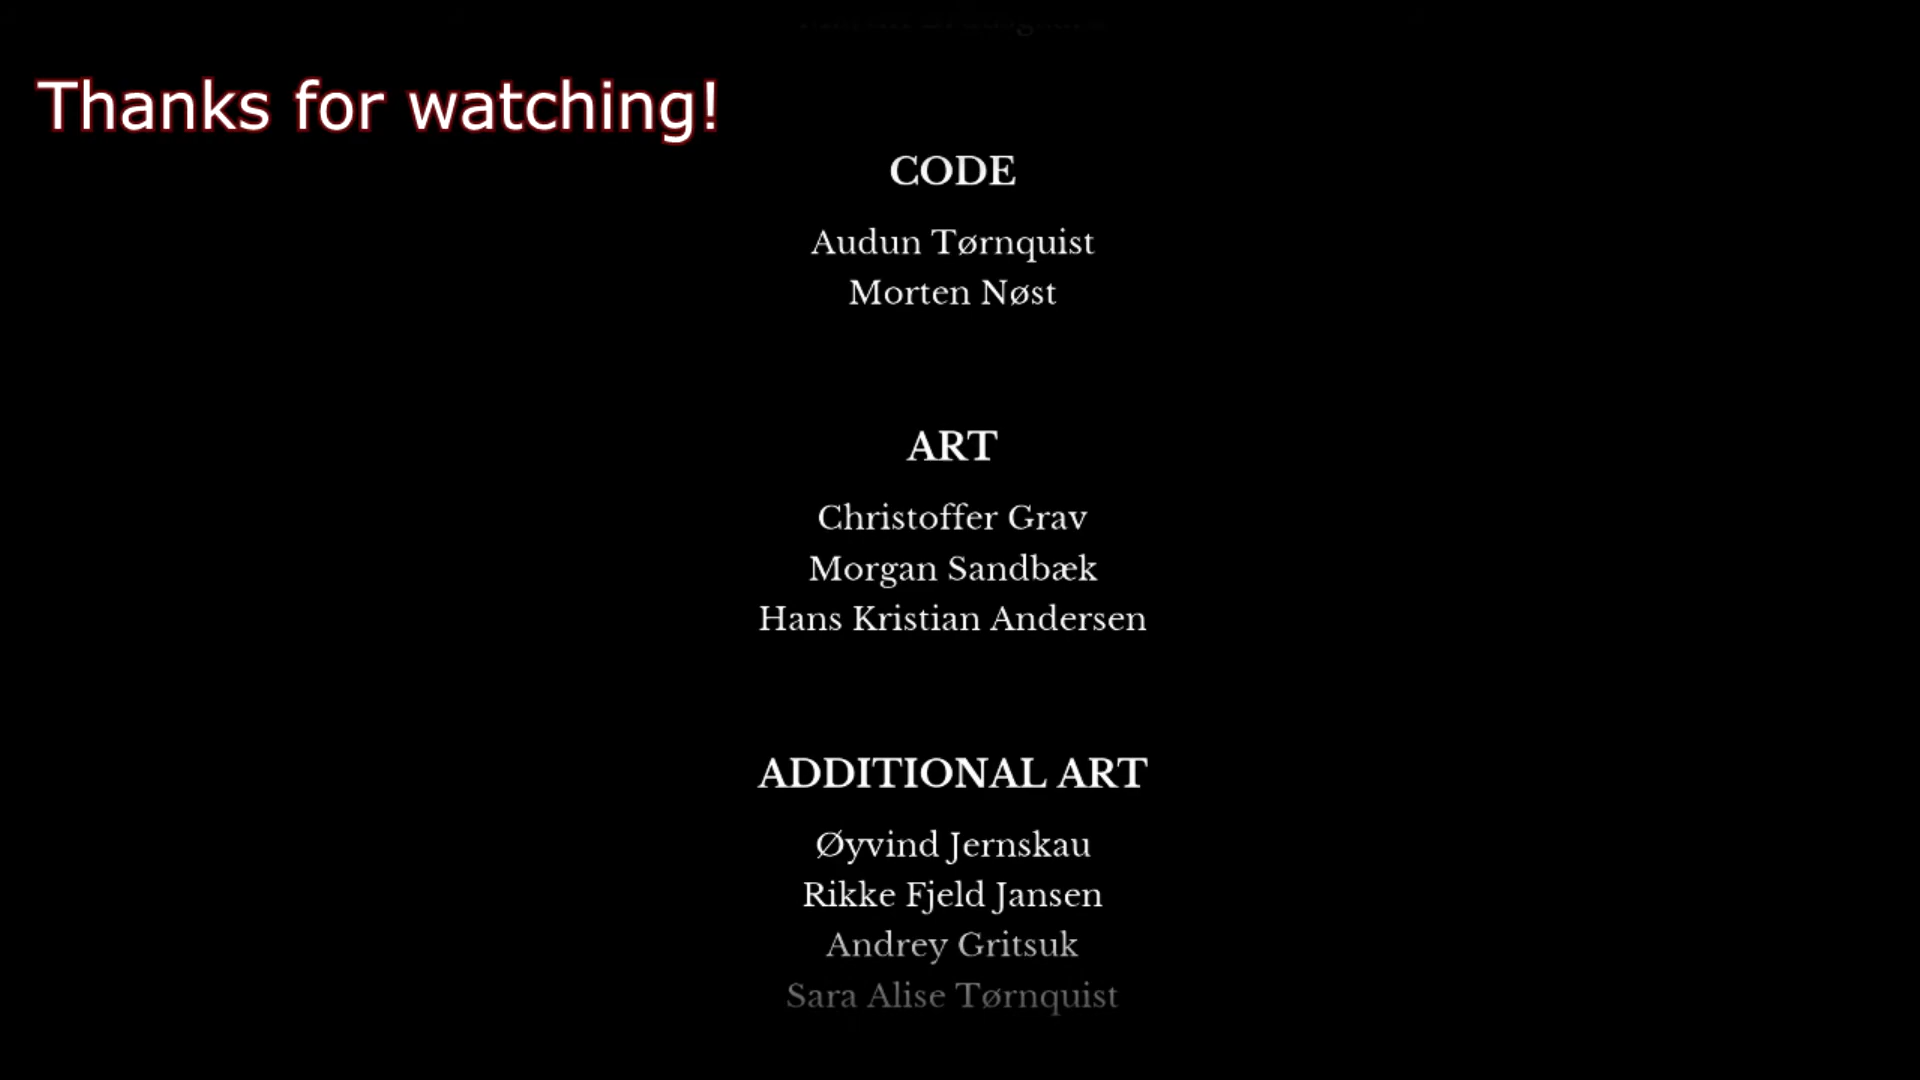 Thanks for watching!
CODE
Audun Tørnquist
Morten Nøst
ART
Christoffer Grav
Morgan Sandbæk
Hans Kristian Andersen
ADDITIONAL ART
Øyvind Jernskau
Rikke Fjeld Jansen
Andrey Gritsuk
Sara Alise Tørnquist